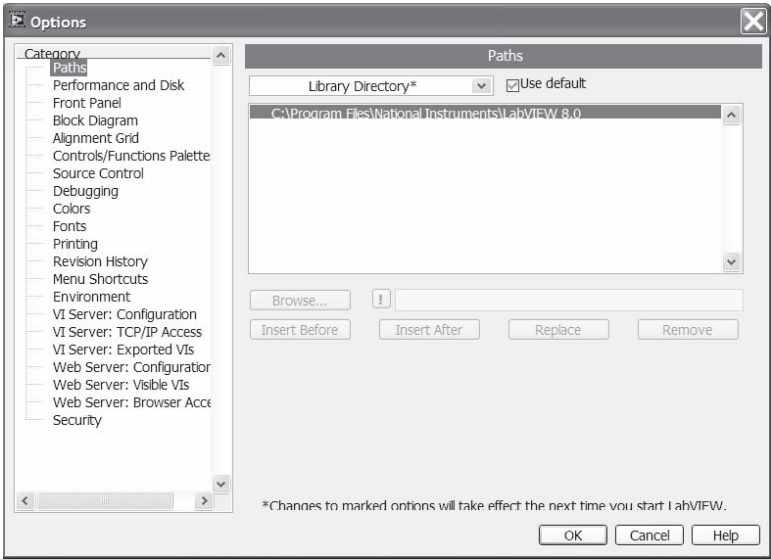 Options
Category
Paths
Performance and Disk
Front Panel
Block Diagram
Alignment Grid
Controls/Functions Palette
Source Control
Debugging
Colors
Fonts
Printing
Revision History
Menu Shortcuts
Environment
VI Server: Configuration
VI Server: TCP/IP Access
VI Server: Exported VIs
Web Server: Configuration
Web Server: Visible VIs
Web Server: Browser Acce
Security
Paths
Library Directory*
Use default
C:\Program Files\National Instruments\LabVIEW 8.0
Browse...
!
Insert Before
Insert After
Replace
Remove
*Changes to marked options will take effect the next time you start LabVIEW.
OK
Cancel
Help